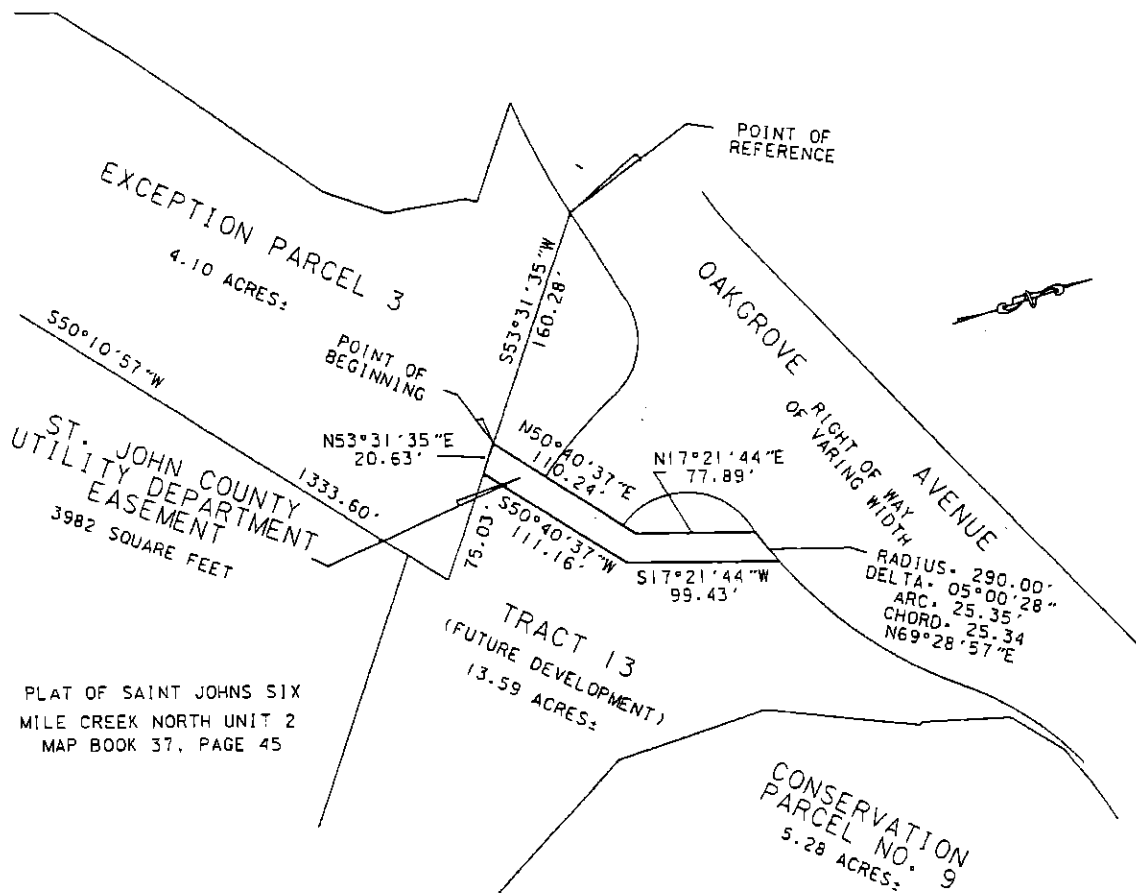 POINT OF
REFERENCE
EXCEPTION PARCEL 3
4.10 ACRES±
S53°31'35"W
160.28'
OAKGROVE AVENUE
RIGHT OF WAY
OF VARING WIDTH
S50°10'57"W
1333.60'
POINT OF
BEGINNING
N53°31'35"E
20.63'
N50°40'37"E
110.24'
N17°21'44"E
77.89'
ST. JOHN COUNTY
UTILITY DEPARTMENT
EASEMENT
3982 SQUARE FEET
75.03'
S50°40'37"W
111.16'
S17°21'44"W
99.43'
RADIUS= 290.00'
DELTA= 05°00'28"
ARC= 25.35'
CHORD= 25.34
N69°28'57"E
TRACT 13
(FUTURE DEVELOPMENT)
13.59 ACRES±
PLAT OF SAINT JOHNS SIX
MILE CREEK NORTH UNIT 2
MAP BOOK 37, PAGE 45
CONSERVATION
PARCEL NO. 9
5.28 ACRES±